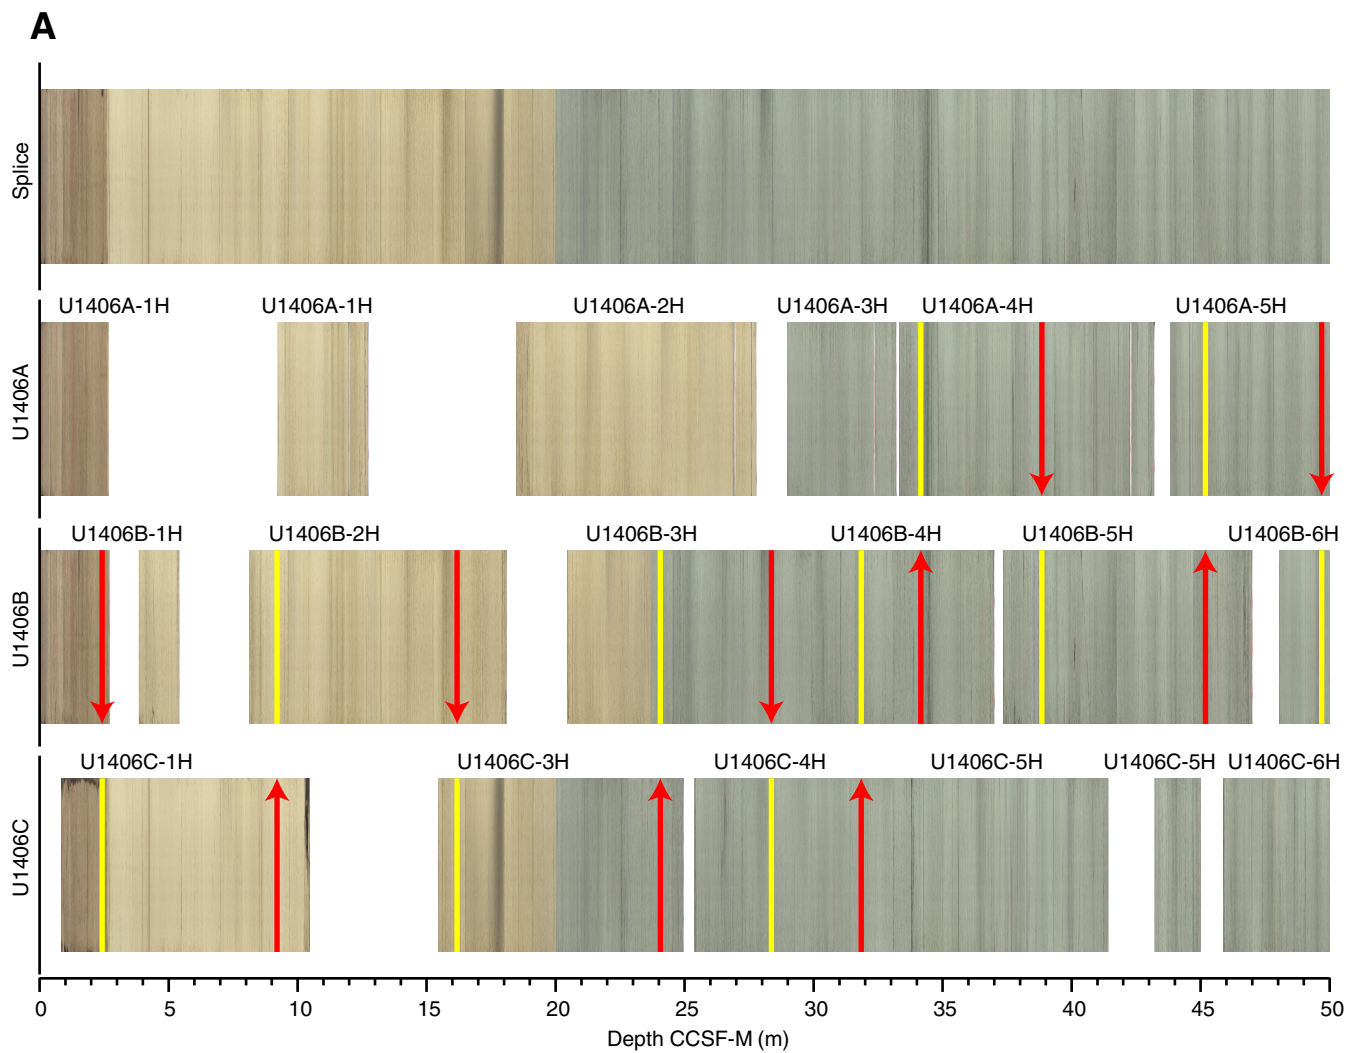 A
Splice
U1406A-1H U1406A-1H U1406A-2H U1406A-3H U1406A-4H U1406A-5H
U1406A
U1406B-1H U1406B-2H U1406B-3H U1406B-4H U1406B-5H U1406B-6H
U1406B
U1406C-1H U1406C-3H U1406C-4H U1406C-5H U1406C-5H U1406C-6H
U1406C
0 5 10 15 20 25 30 35 40 45 50
Depth CCSF-M (m)